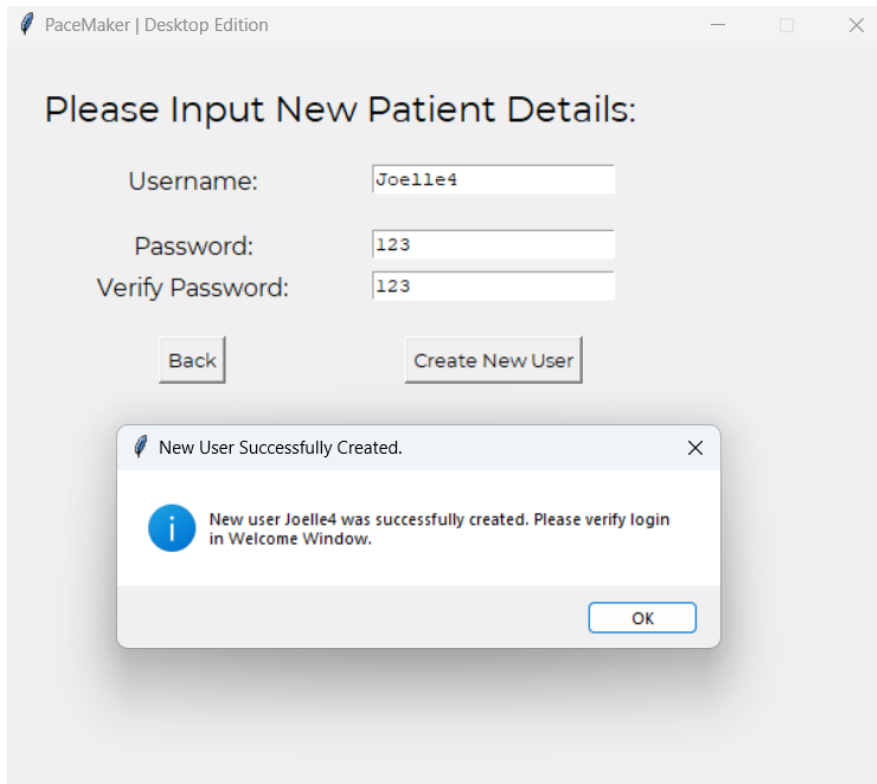 PaceMaker | Desktop Edition
Please Input New Patient Details:
Username: Joelle4
Password: 123
Verify Password: 123
Back Create New User
New User Successfully Created.
New user Joelle4 was successfully created. Please verify login
in Welcome Window.
OK